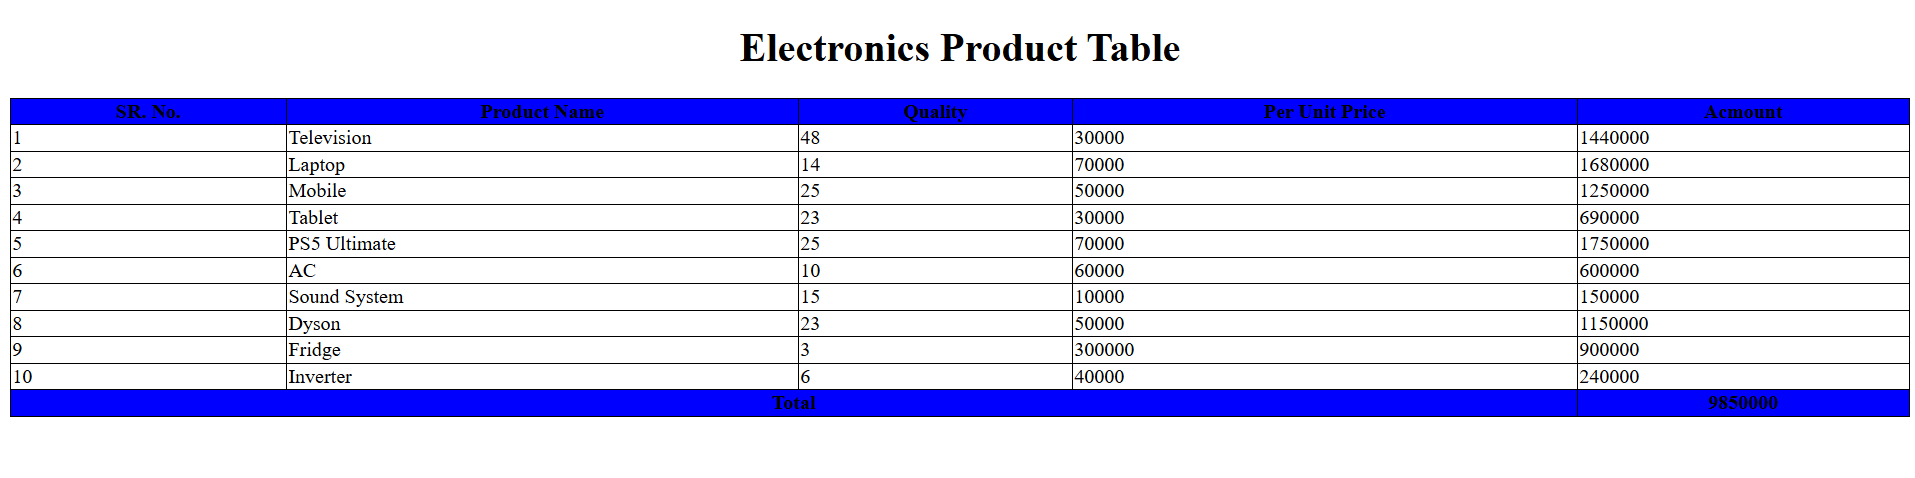 Electronics Product Table
SR. No. Product Name Quality Per Unit Price Acmount
1 Television 48 30000 1440000
2 Laptop 14 70000 1680000
3 Mobile 25 50000 1250000
4 Tablet 23 30000 690000
5 PS5 Ultimate 25 70000 1750000
6 AC 10 60000 600000
7 Sound System 15 10000 150000
8 Dyson 23 50000 1150000
9 Fridge 3 300000 900000
10 Inverter 6 40000 240000
Total 9850000